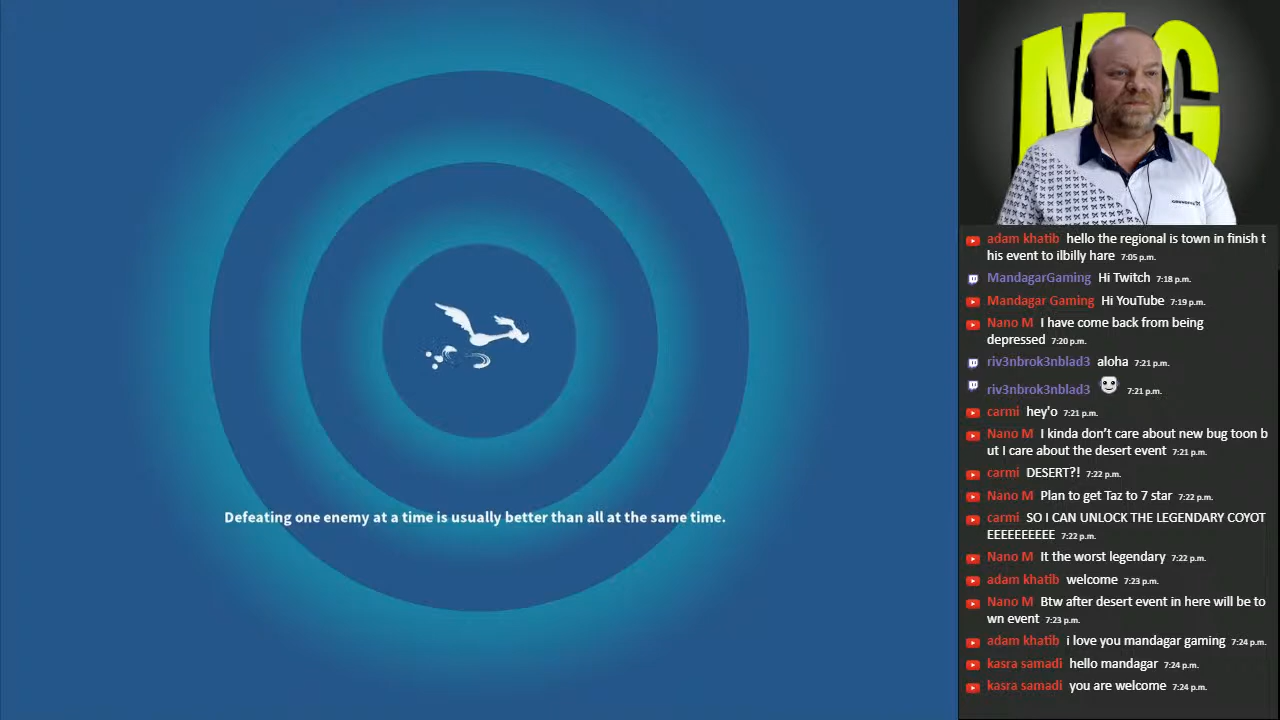 MG
adam khatib hello the regional is town in finish t
his event to ilbilly hare 7:05 p.m.
MandagarGaming Hi Twitch 7:18 p.m.
Mandagar Gaming Hi YouTube 7:19 p.m.
Nano M I have come back from being
depressed 7:20 p.m.
riv3nbrok3nblad3 aloha 7:21 p.m.
riv3nbrok3nblad3 7:21 p.m.
carmi hey'o 7:21 p.m.
Nano M I kinda don’t care about new bug toon b
ut I care about the desert event 7:21 p.m.
carmi DESERT?! 7:22 p.m.
Nano M Plan to get Taz to 7 star 7:22 p.m.
carmi SO I CAN UNLOCK THE LEGENDARY COYOT
EEEEEEEEEE 7:22 p.m.
Nano M It the worst legendary 7:22 p.m.
adam khatib welcome 7:23 p.m.
Nano M Btw after desert event in here will be to
wn event 7:23 p.m.
adam khatib i love you mandagar gaming 7:24 p.m.
kasra samadi hello mandagar 7:24 p.m.
kasra samadi you are welcome 7:24 p.m.
Defeating one enemy at a time is usually better than all at the same time.